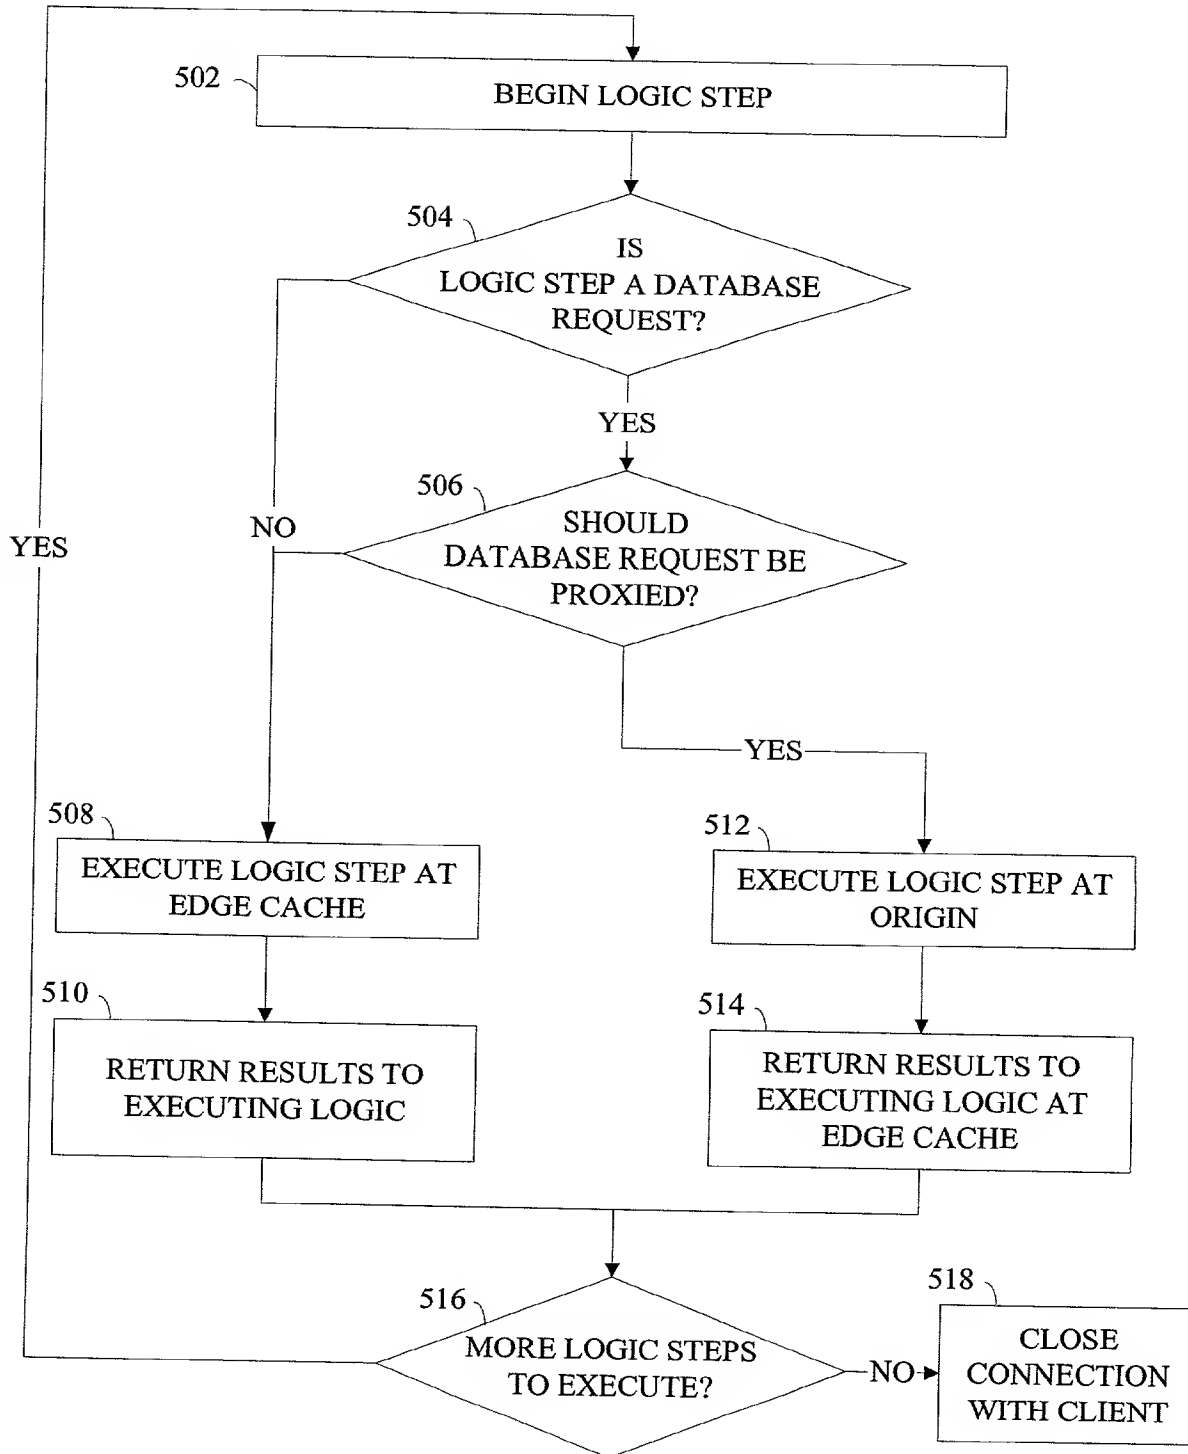 502
BEGIN LOGIC STEP
504
IS
LOGIC STEP A DATABASE
REQUEST?
YES
506
NO
YES
SHOULD
DATABASE REQUEST BE
PROXIED?
YES
508
EXECUTE LOGIC STEP AT
EDGE CACHE
512
EXECUTE LOGIC STEP AT
ORIGIN
510
RETURN RESULTS TO
EXECUTING LOGIC
514
RETURN RESULTS TO
EXECUTING LOGIC AT
EDGE CACHE
516
MORE LOGIC STEPS
TO EXECUTE?
NO
518
CLOSE
CONNECTION
WITH CLIENT